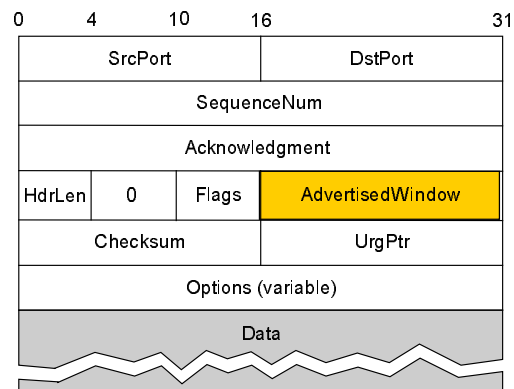 0 4 10 16 31
SrcPort DstPort
SequenceNum
Acknowledgment
HdrLen 0 Flags AdvertisedWindow
Checksum UrgPtr
Options (variable)
Data